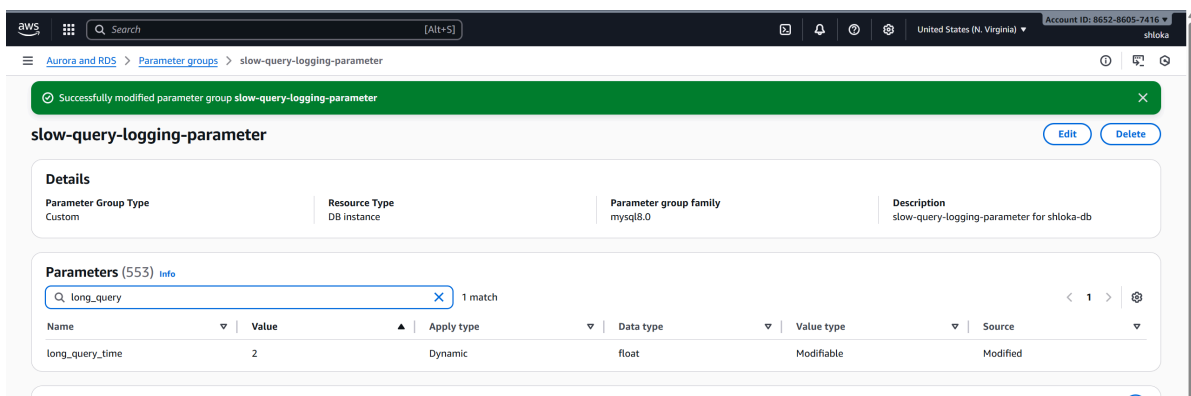 aws
Search [Alt+S]
United States (N. Virginia) ▼
Account ID: 8652-8605-7416 ▼
shloka
Aurora and RDS > Parameter groups > slow-query-logging-parameter
Successfully modified parameter group slow-query-logging-parameter
slow-query-logging-parameter
Edit Delete
Details
Parameter Group Type Resource Type Parameter group family Description
Custom DB instance mysql8.0 slow-query-logging-parameter for shloka-db
Parameters (553) Info
long_query 1 match < 1 >
Name Value Apply type Data type Value type Source
long_query_time 2 Dynamic float Modifiable Modified